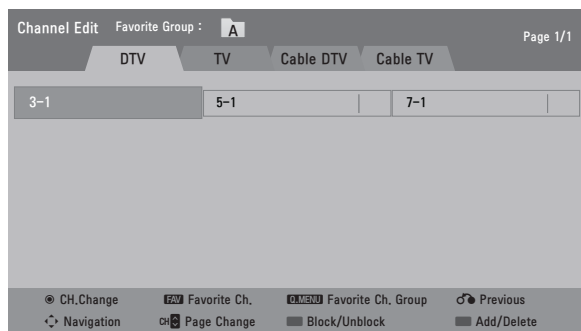 Channel Edit Favorite Group : A
Page 1/1
DTV TV Cable DTV Cable TV
3-1 5-1 7-1
CH.Change FAV Favorite Ch. Q.MENU Favorite Ch. Group Previous
Navigation CH Page Change Block/Unblock Add/Delete